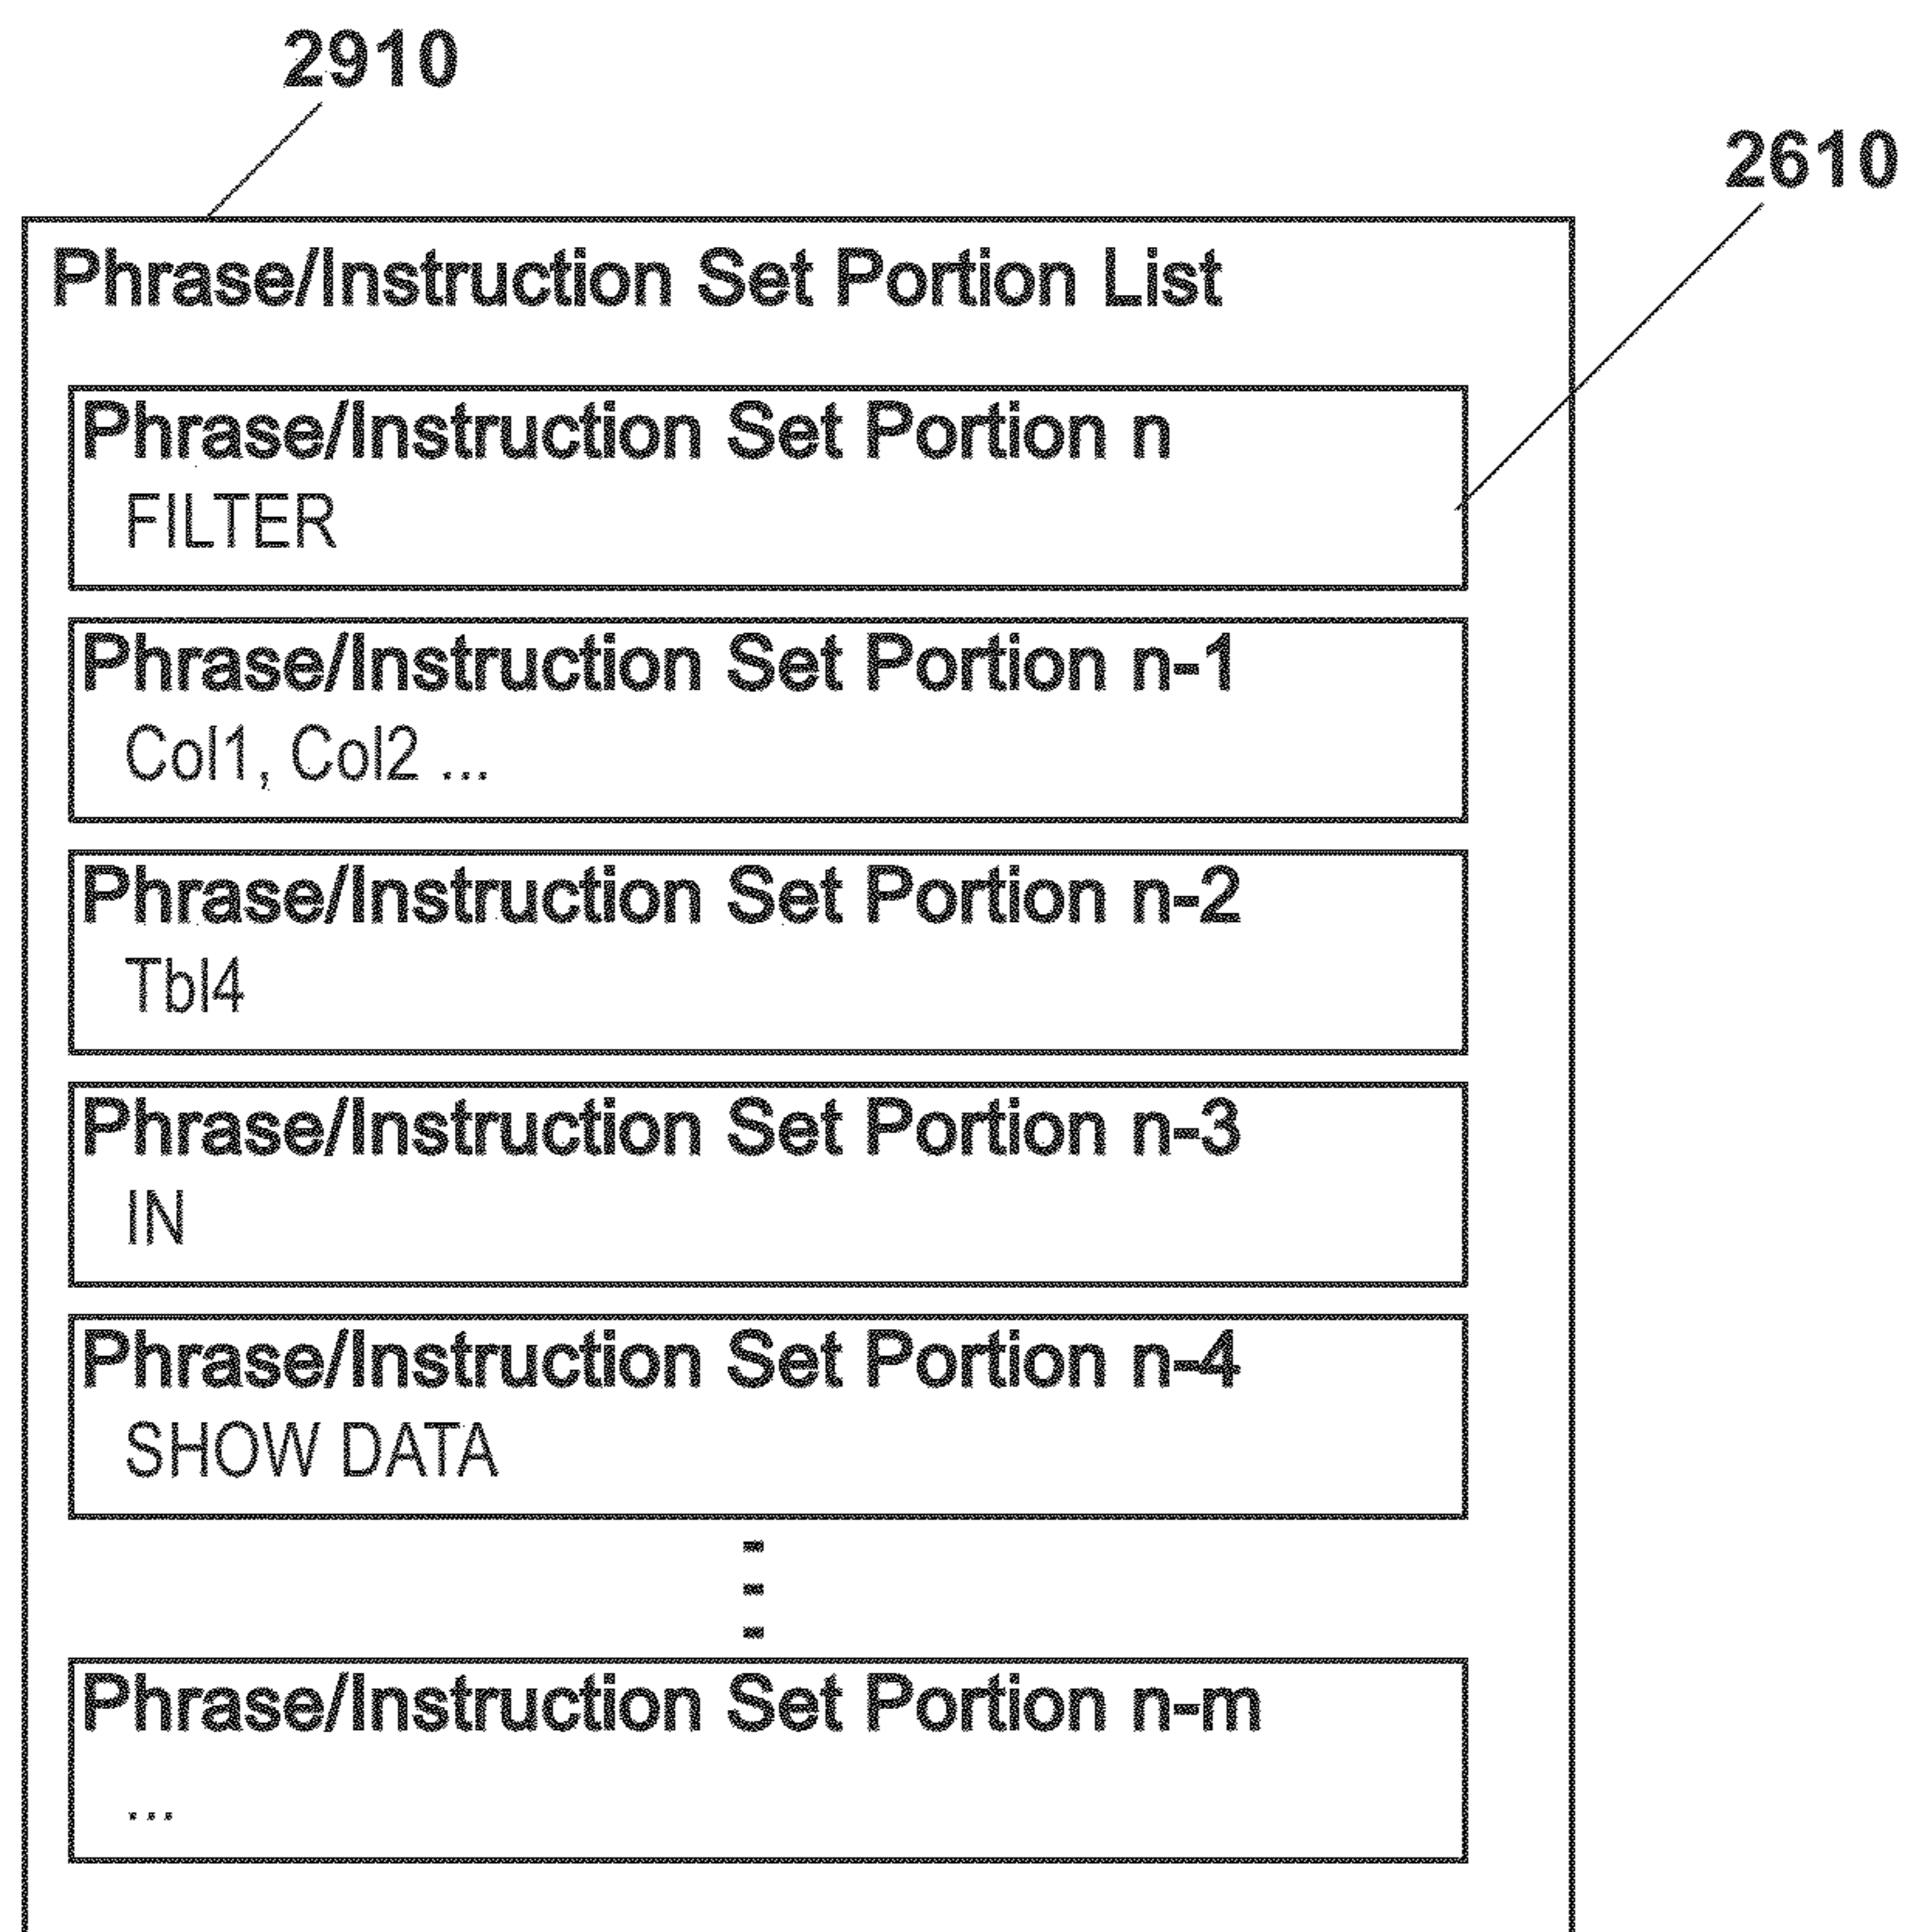 2910
2610
Phrase/Instruction Set Portion List
Phrase/Instruction Set Portion n
FILTER
Phrase/Instruction Set Portion n-1
Col1, Col2 ...
Phrase/Instruction Set Portion n-2
Tbl4
Phrase/Instruction Set Portion n-3
IN
Phrase/Instruction Set Portion n-4
SHOW DATA
Phrase/Instruction Set Portion n-m
...